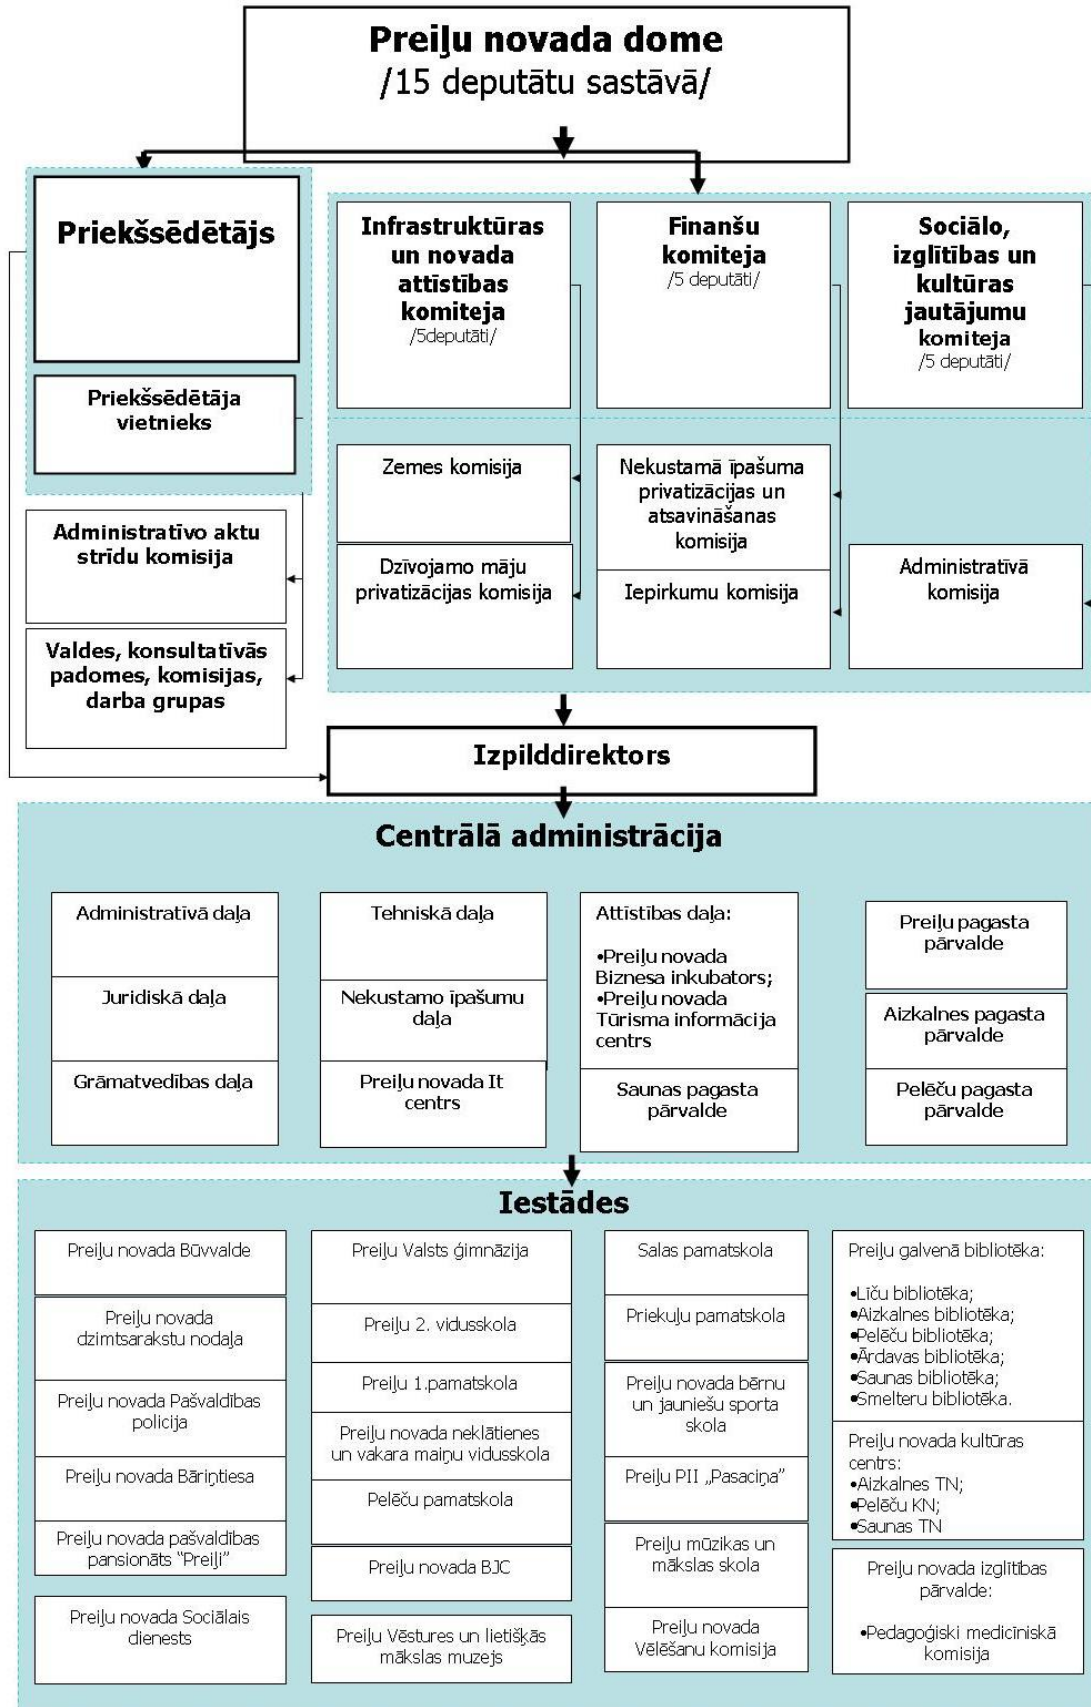 Preiļu novada dome
/15 deputātu sastāvā/
Priekšsēdētājs
Priekšsēdētāja
vietnieks
Administratīvo aktu
strīdu komisija
Valdes, konsultatīvās
padomes, komisijas,
darba grupas
Infrastruktūras
un novada
attīstības
komiteja
/5deputāti/
Finanšu
komiteja
/5 deputāti/
Sociālo,
izglītības un
kultūras
jautājumu
komiteja
/5 deputāti/
Zemes komisija
Dzīvojamo māju
privatizācijas komisija
Nekustamā īpašuma
privatizācijas un
atsavināšanas
komisija
Iepirkumu komisija
Administratīvā
komisija
Izpilddirektors
Centrālā administrācija
Administratīvā daļa
Juridiskā daļa
Grāmatvedības daļa
Tehniskā daļa
Nekustamo īpašumu
daļa
Preiļu novada It
centrs
Attīstības daļa:
•Preiļu novada
Biznesa inkubators;
•Preiļu novada
Tūrisma informācija
centrs
Saunas pagasta
pārvalde
Preiļu pagasta
pārvalde
Aizkalnes pagasta
pārvalde
Pelēču pagasta
pārvalde
Iestādes
Preiļu novada Būvvalde
Preiļu novada
dzimtsarakstu nodaļa
Preiļu novada Pašvaldības
policija
Preiļu novada Bāriņtiesa
Preiļu novada pašvaldības
pansionāts "Preiļi"
Preiļu novada Sociālais
dienests
Preiļu Valsts ģimnāzija
Preiļu 2. vidusskola
Preiļu 1.pamatskola
Preiļu novada neklātienes
un vakara maiņu vidusskola
Pelēču pamatskola
Preiļu novada BJC
Preiļu Vēstures un lietišķās
mākslas muzejs
Salas pamatskola
Priekuļu pamatskola
Preiļu novada bērnu
un jauniešu sporta
skola
Preiļu PII „Pasaciņa”
Preiļu mūzikas un
mākslas skola
Preiļu novada
Vēlēšanu komisija
Preiļu galvenā bibliotēka:
•Līču bibliotēka;
•Aizkalnes bibliotēka;
•Pelēču bibliotēka;
•Ārdavas bibliotēka;
•Saunas bibliotēka;
•Smelteru bibliotēka.
Preiļu novada kultūras
centrs:
•Aizkalnes TN;
•Pelēču KN;
•Saunas TN
Preiļu novada izglītības
pārvalde:
•Pedagoģiski medicīniskā
komisija